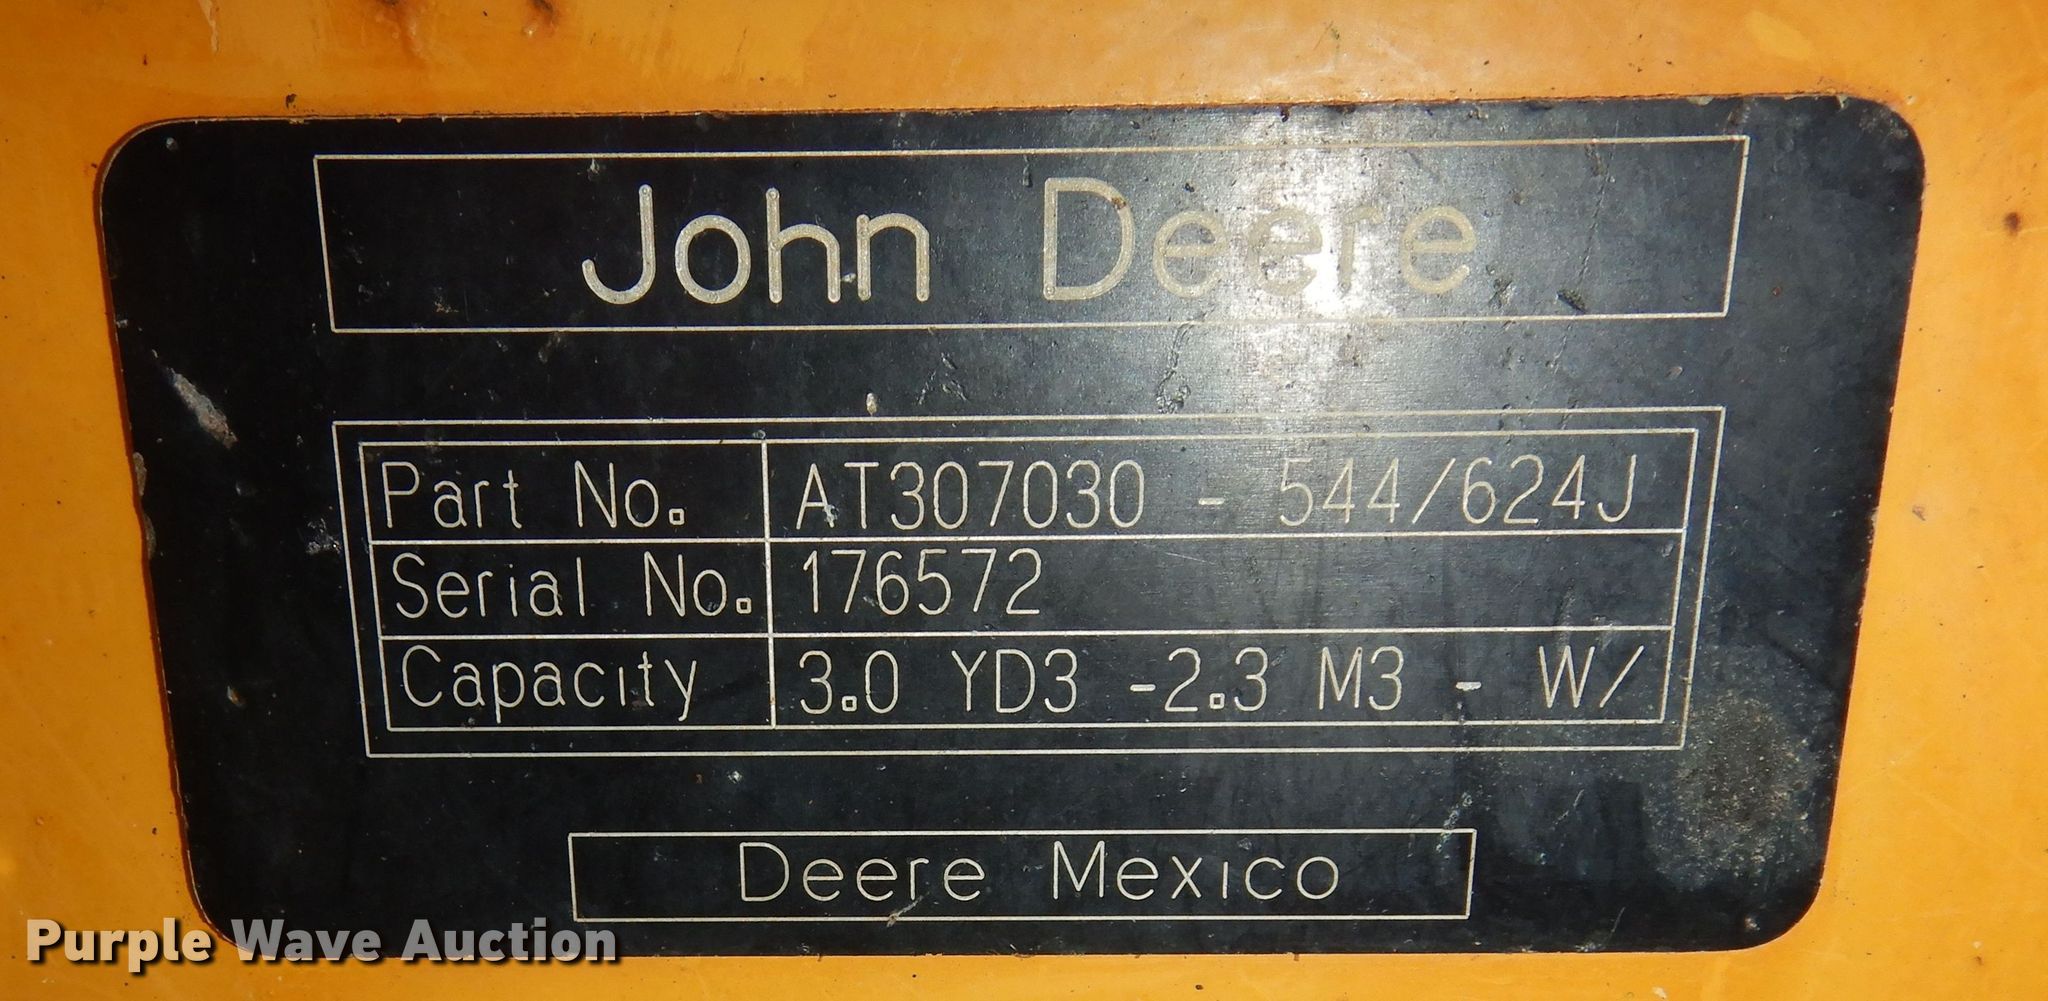 John Deere
Part No. AT307030 - 544/624J
Serial No. 176572
Capacity 3.0 YD3 -2.3 M3 - W/
Deere Mexico
Purple Wave Auction